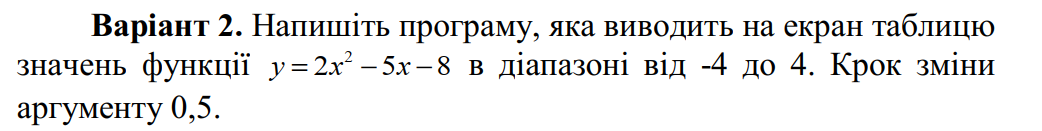 Варіант 2. Напишіть програму, яка виводить на екран таблицю
значень функції y = 2x² − 5x − 8 в діапазоні від -4 до 4. Крок зміни
аргументу 0,5.